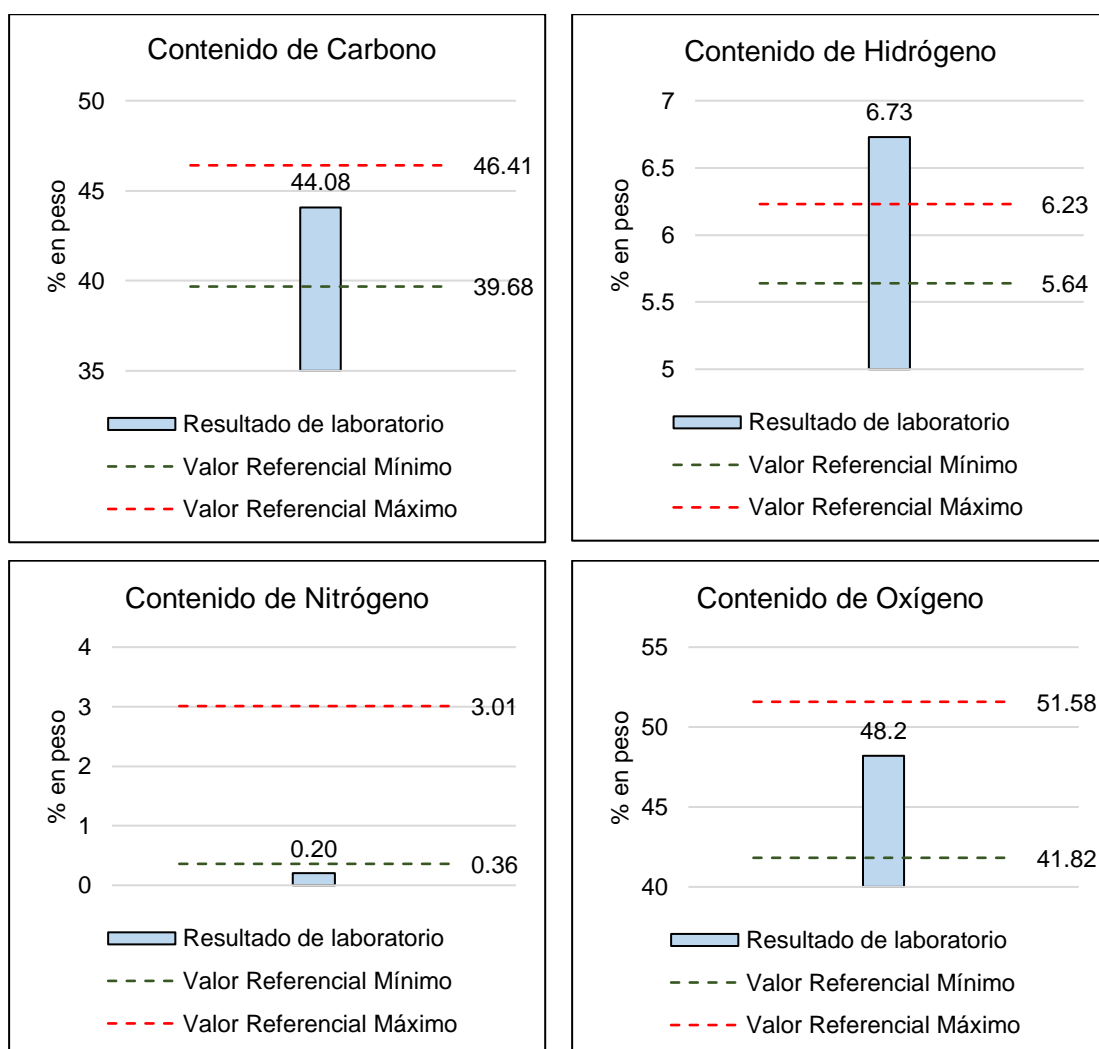 Contenido de Carbono
50
45
40
35
% en peso
46.41
44.08
39.68
Resultado de laboratorio
Valor Referencial Mínimo
Valor Referencial Máximo
Contenido de Hidrógeno
7
6.5
6
5.5
5
% en peso
6.73
6.23
5.64
Resultado de laboratorio
Valor Referencial Mínimo
Valor Referencial Máximo
Contenido de Nitrógeno
4
3
2
1
0
% en peso
3.01
0.20
0.36
Resultado de laboratorio
Valor Referencial Mínimo
Valor Referencial Máximo
Contenido de Oxígeno
55
50
45
40
% en peso
51.58
48.2
41.82
Resultado de laboratorio
Valor Referencial Mínimo
Valor Referencial Máximo